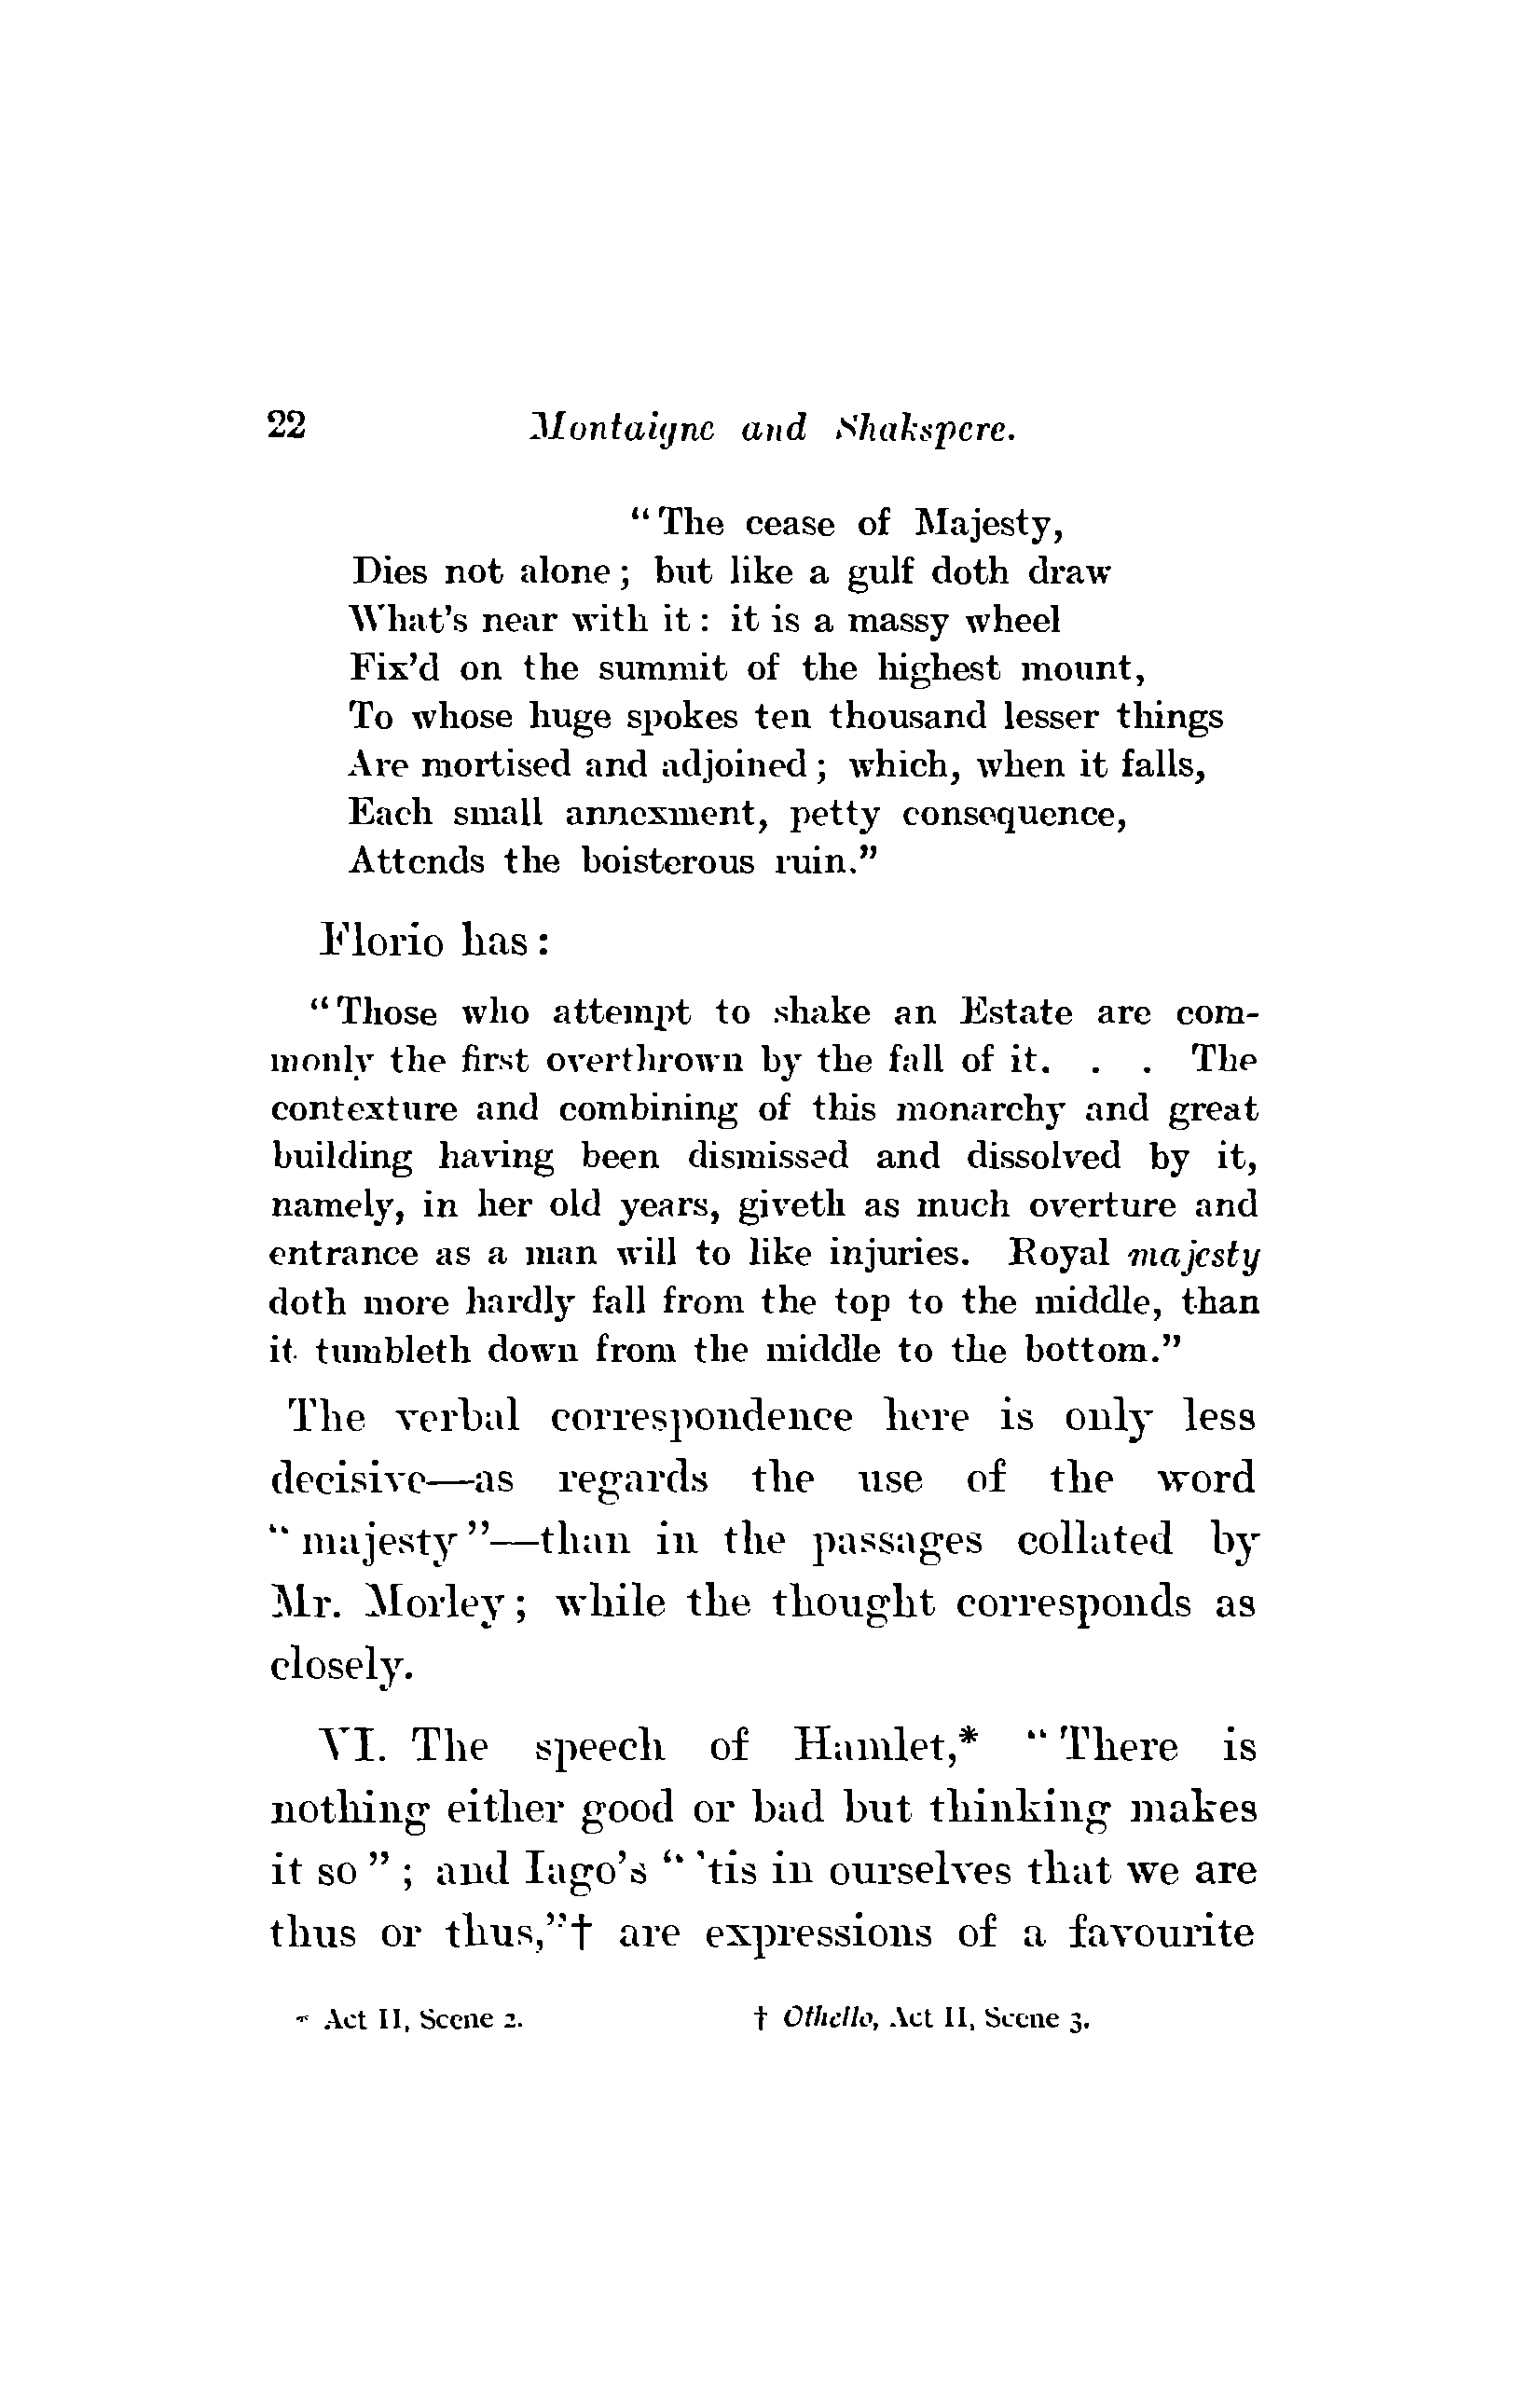 22 Montaigne and Shakspere.
“The cease of Majesty,
Dies not alone; but like a gulf doth draw
What’s near with it: it is a massy wheel
Fix’d on the summit of the highest mount,
To whose huge spokes ten thousand lesser things
Are mortised and adjoined; which, when it falls,
Each small annexment, petty consequence,
Attends the boisterous ruin.”
Florio has:
“Those who attempt to shake an Estate are com-
monly the first overthrown by the fall of it. . . The
contexture and combining of this monarchy and great
building having been dismissed and dissolved by it,
namely, in her old years, giveth as much overture and
entrance as a man will to like injuries. Royal majesty
doth more hardly fall from the top to the middle, than
it tumbleth down from the middle to the bottom.”
The verbal correspondence here is only less
decisive—as regards the use of the word
“majesty”—than in the passages collated by
Mr. Morley; while the thought corresponds as
closely.
VI. The speech of Hamlet,* “There is
nothing either good or bad but thinking makes
it so”; and Iago’s “’tis in ourselves that we are
thus or thus,”† are expressions of a favourite
* Act II, Scene 2. † Othello, Act II, Scene 3.